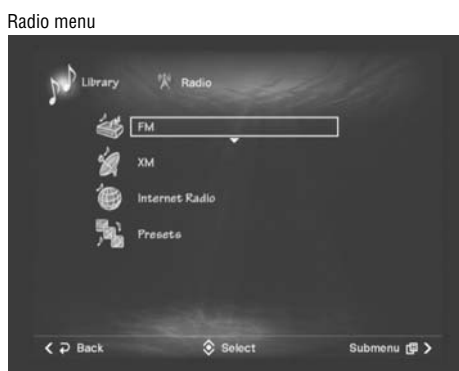 Radio menu
Library Radio
FM
XM
Internet Radio
Presets
Back Select Submenu